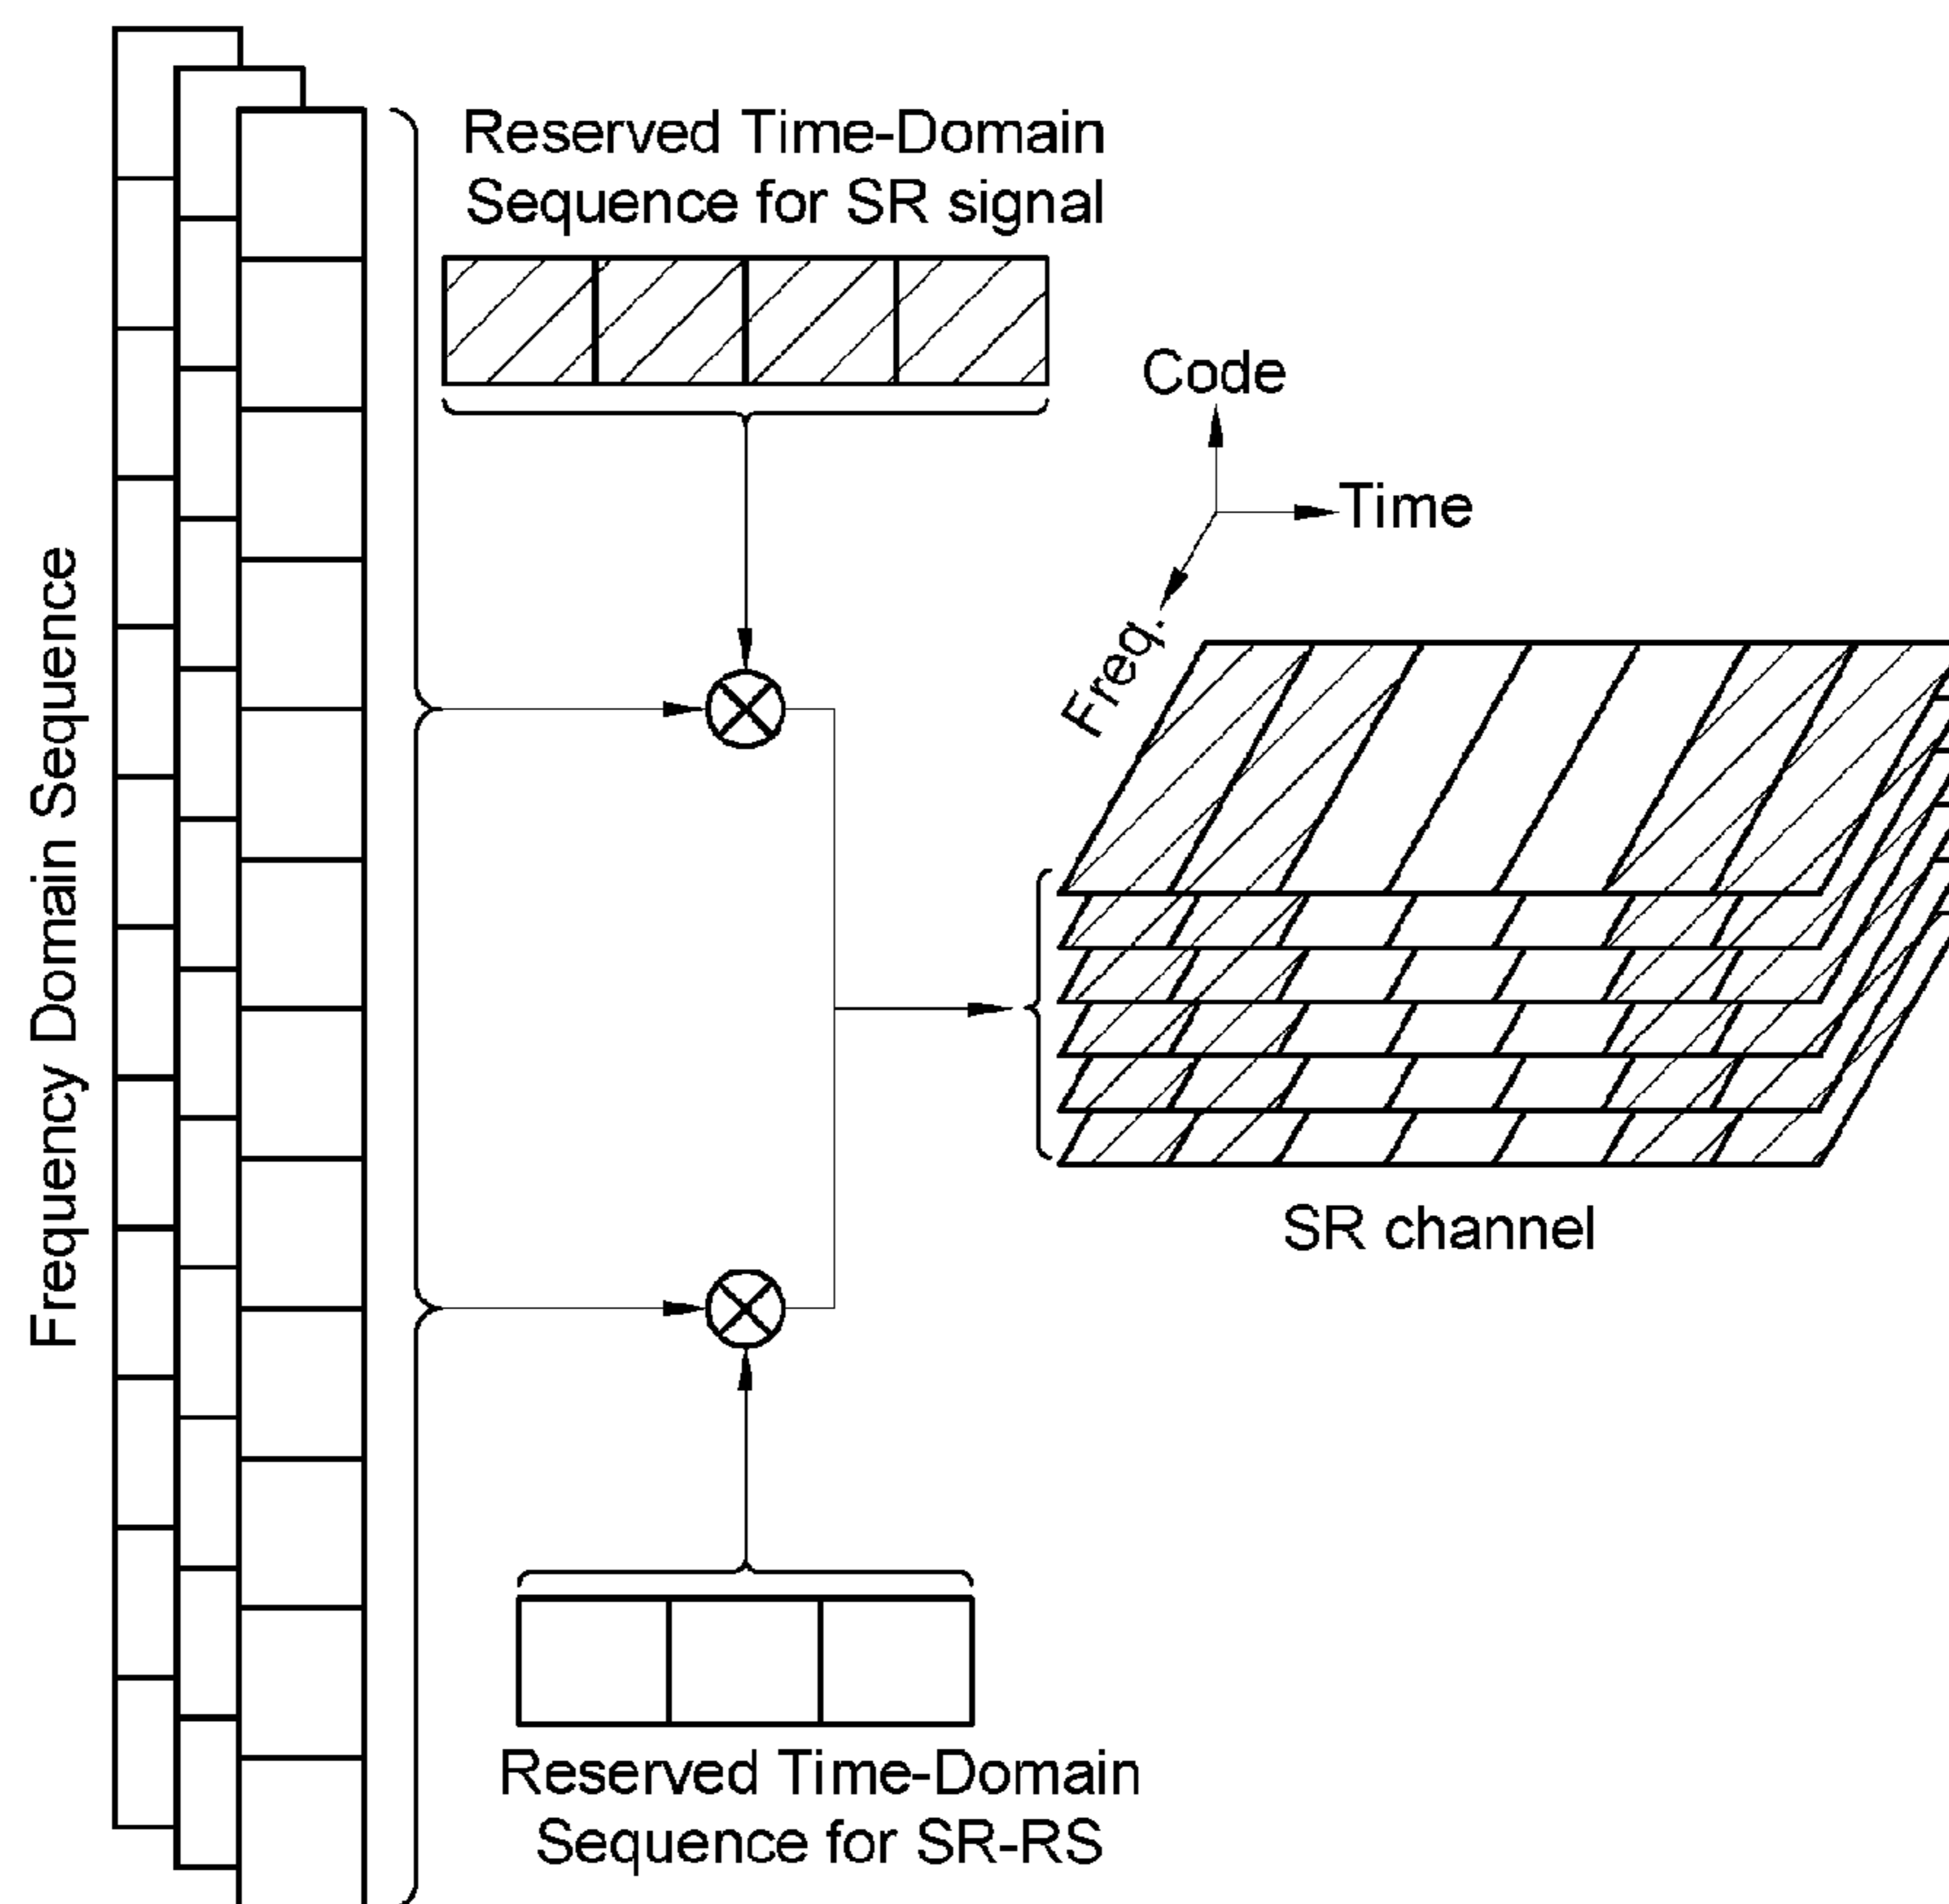 Frequency Domain Sequence
Reserved Time-Domain
Sequence for SR signal
Code
Time
Freq.
SR channel
Reserved Time-Domain
Sequence for SR-RS